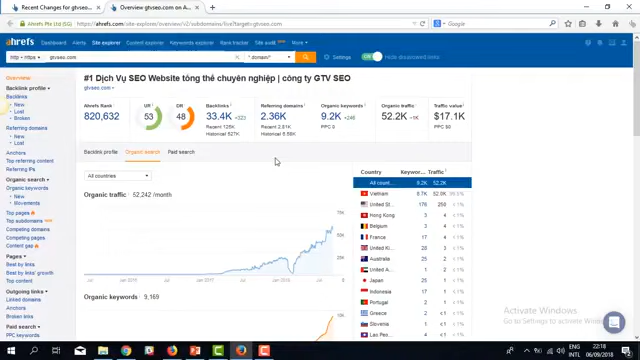 Recent Changes for gtvseo...
Overview gtvseo.com on A...
Ahrefs Pte Ltd (SG)
https://ahrefs.com/site-explorer/overview/v2/subdomains/live?target=gtvseo.com
Google
ahrefs
Dashboard Alerts Site explorer Content explorer Keywords explorer Rank tracker Site audit More
http + https gtvseo.com *.domain/* Settings Off Hide disavowed links
#1 Dịch Vụ SEO Website tổng thể chuyên nghiệp | công ty GTV SEO
gtvseo.com
Ahrefs Rank UR DR Backlinks Referring domains Organic keywords Organic traffic Traffic value
820,632 53 48 33.4K +322 2.36K 9.2K +246 52.2K $17.1K
Recent 125K Recent 2.81K PPC 0 PPC $0
Historical 527K Historical 6.58K
Backlink profile Organic search Paid search
All countries
Organic traffic 52,242 /month
75K
50K
25K
Organic keywords 9,169
10K
Country Keywor... Traffic
All count... 9.2K 52.2K
Vietnam 8.7K
United St... 176 250
Hong Kong 3 4
Belgium 3 4
France 17 4
United Ki... 28 3
Australia 25 2
Japan 25 1
Indonesia 17 1
Portugal 2
Greece 2
Slovenia 1
Lao Peo...
Overview
Backlink profile
Backlinks
New
Lost
Broken
Referring domains
New
Lost
Anchors
Top referring content
Referring IPs
Organic search
Organic keywords
New
Movements
Top pages
Top subdomains
Competing domains
Competing pages
Content gap
Pages
Best by links
Best by links' growth
Top content
Outgoing links
Linked domains
Anchors
Broken links
Paid search
PPC keywords
Activate Windows
Go to Settings to activate Windows.
ENG
INTL
22:18
06/09/2018